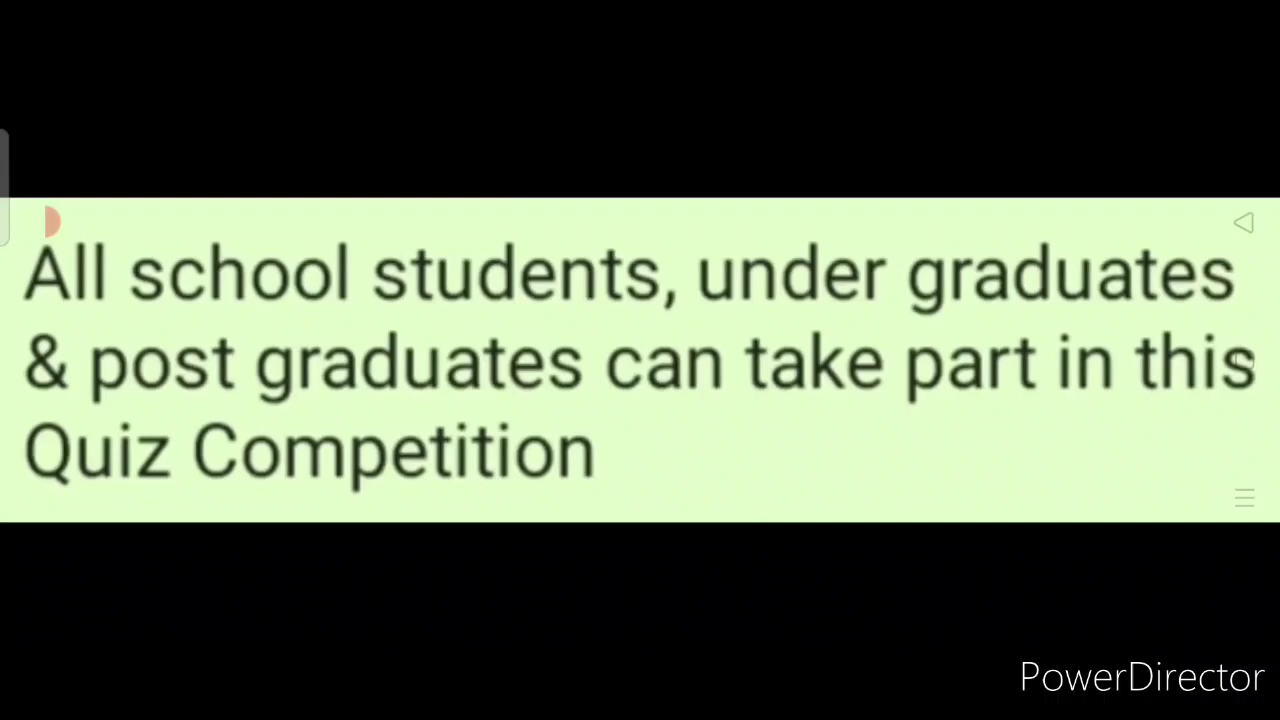 All school students, under graduates
& post graduates can take part in this
Quiz Competition
PowerDirector